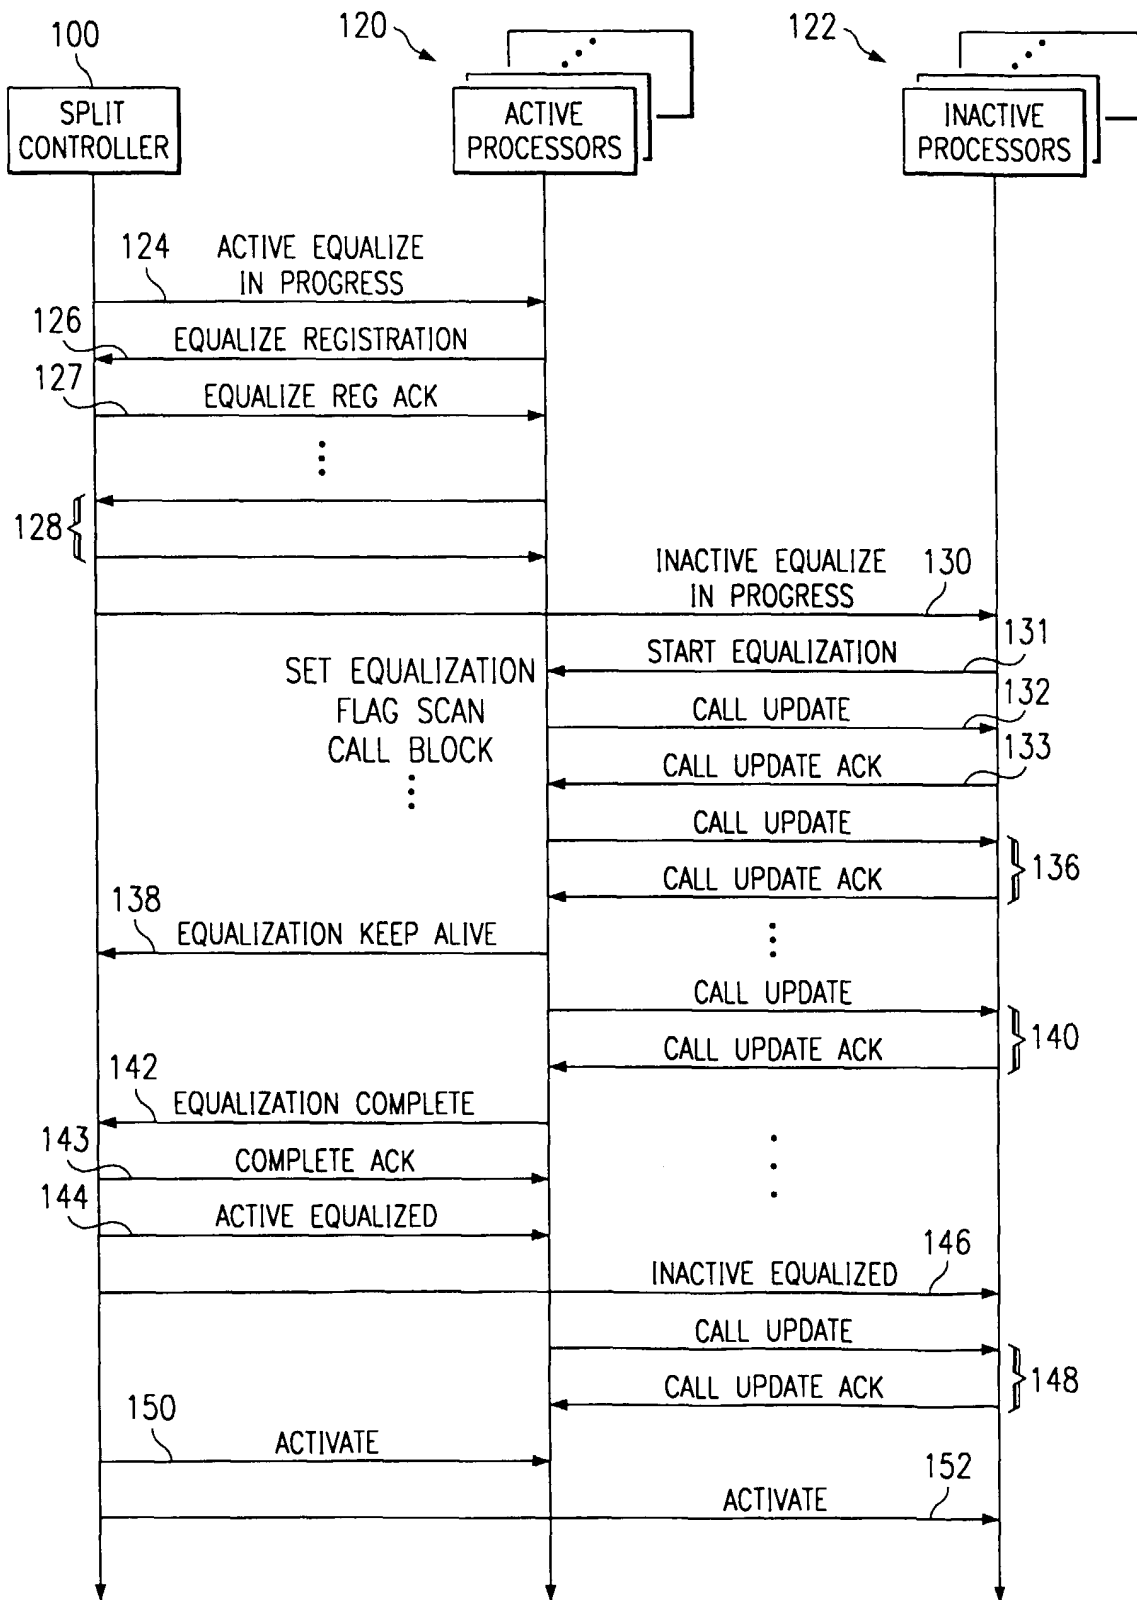 100
120
122
SPLIT
CONTROLLER
ACTIVE
PROCESSORS
INACTIVE
PROCESSORS
124
ACTIVE EQUALIZE
IN PROGRESS
126
EQUALIZE REGISTRATION
127
EQUALIZE REG ACK
128
INACTIVE EQUALIZE
IN PROGRESS
130
131
START EQUALIZATION
SET EQUALIZATION
FLAG SCAN
CALL BLOCK
132
CALL UPDATE
133
CALL UPDATE ACK
CALL UPDATE
136
CALL UPDATE ACK
138
EQUALIZATION KEEP ALIVE
CALL UPDATE
140
CALL UPDATE ACK
142
EQUALIZATION COMPLETE
143
COMPLETE ACK
144
ACTIVE EQUALIZED
146
INACTIVE EQUALIZED
CALL UPDATE
148
CALL UPDATE ACK
150
ACTIVATE
152
ACTIVATE